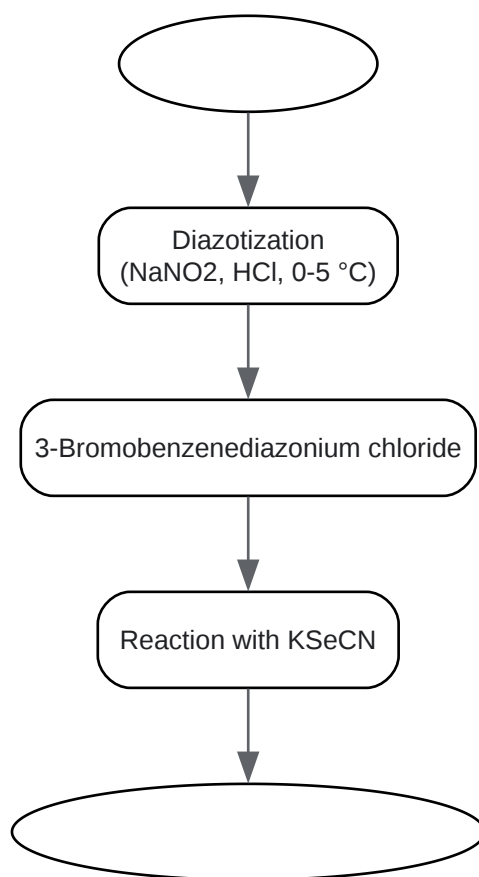 Diazotization
(NaNO2, HCl, 0-5 °C)
3-Bromobenzenediazonium chloride
Reaction with KSeCN